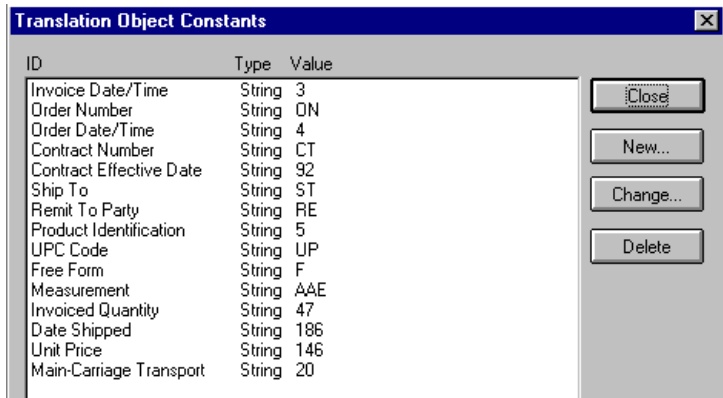 Translation Object Constants
ID Type Value
Invoice Date/Time String 3
Order Number String ON
Order Date/Time String 4
Contract Number String CT
Contract Effective Date String 92
Ship To String ST
Remit To Party String RE
Product Identification String 5
UPC Code String UP
Free Form String F
Measurement String AAE
Invoiced Quantity String 47
Date Shipped String 186
Unit Price String 146
Main-Carriage Transport String 20
Close
New...
Change...
Delete